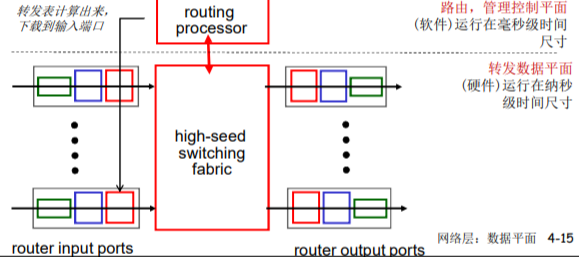 转发表计算出来，
下载到输入端口
routing
processor
路由，管理控制平面
(软件)运行在毫秒级时间
尺寸
转发数据平面
(硬件)运行在纳秒
级时间尺寸
high-seed
switching
fabric
router input ports
router output ports
网络层：数据平面 4-15